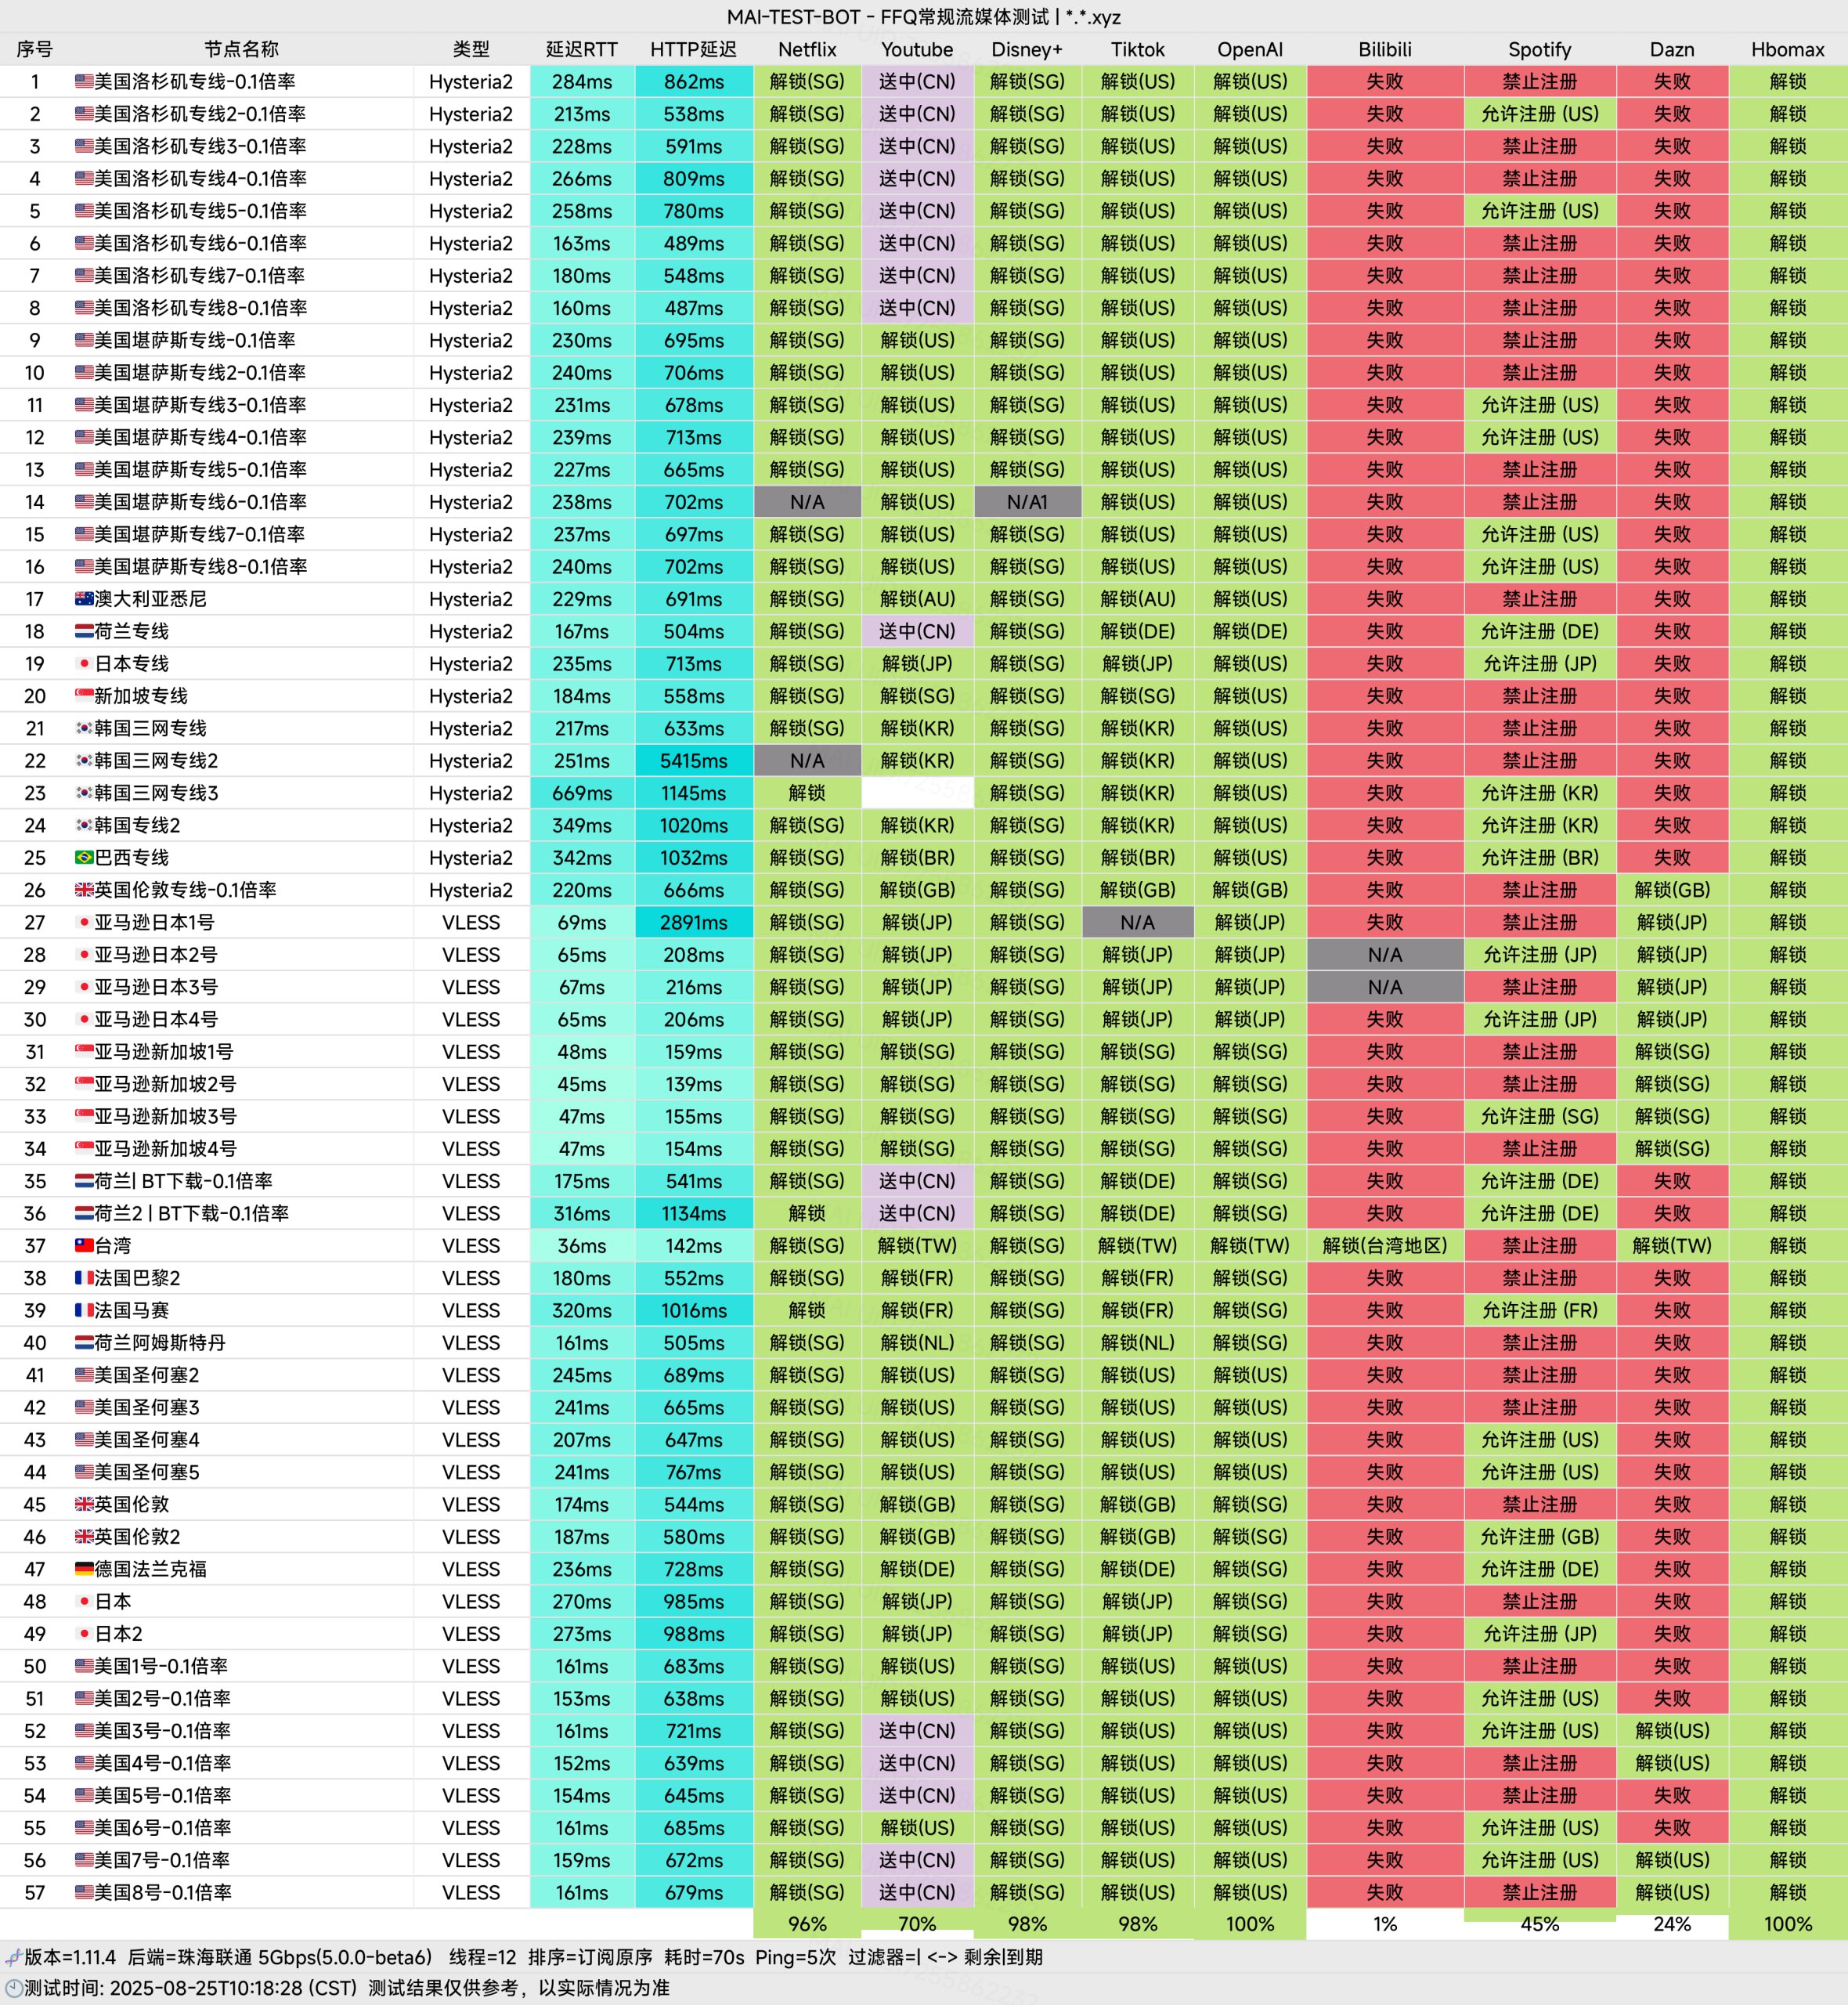 MAI-TEST-BOT - FFQ常规流媒体测试 | *.*.xyz
序号 节点名称 类型 延迟RTT HTTP延迟 Netflix Youtube Disney+ Tiktok OpenAI Bilibili Spotify Dazn Hbomax
1 美国洛杉矶专线-0.1倍率 Hysteria2 284ms 862ms 解锁(SG) 送中(CN) 解锁(SG) 解锁(US) 解锁(US) 失败 禁止注册 失败 解锁
2 美国洛杉矶专线2-0.1倍率 Hysteria2 213ms 538ms 解锁(SG) 送中(CN) 解锁(SG) 解锁(US) 解锁(US) 失败 允许注册 (US) 失败 解锁
3 美国洛杉矶专线3-0.1倍率 Hysteria2 228ms 591ms 解锁(SG) 送中(CN) 解锁(SG) 解锁(US) 解锁(US) 失败 禁止注册 失败 解锁
4 美国洛杉矶专线4-0.1倍率 Hysteria2 266ms 809ms 解锁(SG) 送中(CN) 解锁(SG) 解锁(US) 解锁(US) 失败 禁止注册 失败 解锁
5 美国洛杉矶专线5-0.1倍率 Hysteria2 258ms 780ms 解锁(SG) 送中(CN) 解锁(SG) 解锁(US) 解锁(US) 失败 允许注册 (US) 失败 解锁
6 美国洛杉矶专线6-0.1倍率 Hysteria2 163ms 489ms 解锁(SG) 送中(CN) 解锁(SG) 解锁(US) 解锁(US) 失败 禁止注册 失败 解锁
7 美国洛杉矶专线7-0.1倍率 Hysteria2 180ms 548ms 解锁(SG) 送中(CN) 解锁(SG) 解锁(US) 解锁(US) 失败 禁止注册 失败 解锁
8 美国洛杉矶专线8-0.1倍率 Hysteria2 160ms 487ms 解锁(SG) 送中(CN) 解锁(SG) 解锁(US) 解锁(US) 失败 禁止注册 失败 解锁
9 美国堪萨斯专线-0.1倍率 Hysteria2 230ms 695ms 解锁(SG) 解锁(US) 解锁(SG) 解锁(US) 解锁(US) 失败 禁止注册 失败 解锁
10 美国堪萨斯专线2-0.1倍率 Hysteria2 240ms 706ms 解锁(SG) 解锁(US) 解锁(SG) 解锁(US) 解锁(US) 失败 禁止注册 失败 解锁
11 美国堪萨斯专线3-0.1倍率 Hysteria2 231ms 678ms 解锁(SG) 解锁(US) 解锁(SG) 解锁(US) 解锁(US) 失败 允许注册 (US) 失败 解锁
12 美国堪萨斯专线4-0.1倍率 Hysteria2 239ms 713ms 解锁(SG) 解锁(US) 解锁(SG) 解锁(US) 解锁(US) 失败 允许注册 (US) 失败 解锁
13 美国堪萨斯专线5-0.1倍率 Hysteria2 227ms 665ms 解锁(SG) 解锁(US) 解锁(SG) 解锁(US) 解锁(US) 失败 禁止注册 失败 解锁
14 美国堪萨斯专线6-0.1倍率 Hysteria2 238ms 702ms N/A 解锁(US) N/A1 解锁(US) 解锁(US) 失败 禁止注册 失败 解锁
15 美国堪萨斯专线7-0.1倍率 Hysteria2 237ms 697ms 解锁(SG) 解锁(US) 解锁(SG) 解锁(US) 解锁(US) 失败 允许注册 (US) 失败 解锁
16 美国堪萨斯专线8-0.1倍率 Hysteria2 240ms 702ms 解锁(SG) 解锁(US) 解锁(SG) 解锁(US) 解锁(US) 失败 允许注册 (US) 失败 解锁
17 澳大利亚悉尼 Hysteria2 229ms 691ms 解锁(SG) 解锁(AU) 解锁(SG) 解锁(AU) 解锁(US) 失败 禁止注册 失败 解锁
18 荷兰专线 Hysteria2 167ms 504ms 解锁(SG) 送中(CN) 解锁(SG) 解锁(DE) 解锁(DE) 失败 允许注册 (DE) 失败 解锁
19 日本专线 Hysteria2 235ms 713ms 解锁(SG) 解锁(JP) 解锁(SG) 解锁(JP) 解锁(US) 失败 允许注册 (JP) 失败 解锁
20 新加坡专线 Hysteria2 184ms 558ms 解锁(SG) 解锁(SG) 解锁(SG) 解锁(SG) 解锁(US) 失败 禁止注册 失败 解锁
21 韩国三网专线 Hysteria2 217ms 633ms 解锁(SG) 解锁(KR) 解锁(SG) 解锁(KR) 解锁(US) 失败 禁止注册 失败 解锁
22 韩国三网专线2 Hysteria2 251ms 5415ms N/A 解锁(KR) 解锁(SG) 解锁(KR) 解锁(US) 失败 禁止注册 失败 解锁
23 韩国三网专线3 Hysteria2 669ms 1145ms 解锁 解锁(SG) 解锁(KR) 解锁(US) 失败 允许注册 (KR) 失败 解锁
24 韩国专线2 Hysteria2 349ms 1020ms 解锁(SG) 解锁(KR) 解锁(SG) 解锁(KR) 解锁(US) 失败 允许注册 (KR) 失败 解锁
25 巴西专线 Hysteria2 342ms 1032ms 解锁(SG) 解锁(BR) 解锁(SG) 解锁(BR) 解锁(US) 失败 允许注册 (BR) 失败 解锁
26 英国伦敦专线-0.1倍率 Hysteria2 220ms 666ms 解锁(SG) 解锁(GB) 解锁(SG) 解锁(GB) 解锁(GB) 失败 禁止注册 解锁(GB) 解锁
27 亚马逊日本1号 VLESS 69ms 2891ms 解锁(SG) 解锁(JP) 解锁(SG) N/A 解锁(JP) 失败 禁止注册 解锁(JP) 解锁
28 亚马逊日本2号 VLESS 65ms 208ms 解锁(SG) 解锁(JP) 解锁(SG) 解锁(JP) 解锁(JP) N/A 允许注册 (JP) 解锁(JP) 解锁
29 亚马逊日本3号 VLESS 67ms 216ms 解锁(SG) 解锁(JP) 解锁(SG) 解锁(JP) 解锁(JP) N/A 禁止注册 解锁(JP) 解锁
30 亚马逊日本4号 VLESS 65ms 206ms 解锁(SG) 解锁(JP) 解锁(SG) 解锁(JP) 解锁(JP) 失败 允许注册 (JP) 解锁(JP) 解锁
31 亚马逊新加坡1号 VLESS 48ms 159ms 解锁(SG) 解锁(SG) 解锁(SG) 解锁(SG) 解锁(SG) 失败 禁止注册 解锁(SG) 解锁
32 亚马逊新加坡2号 VLESS 45ms 139ms 解锁(SG) 解锁(SG) 解锁(SG) 解锁(SG) 解锁(SG) 失败 禁止注册 解锁(SG) 解锁
33 亚马逊新加坡3号 VLESS 47ms 155ms 解锁(SG) 解锁(SG) 解锁(SG) 解锁(SG) 解锁(SG) 失败 允许注册 (SG) 解锁(SG) 解锁
34 亚马逊新加坡4号 VLESS 47ms 154ms 解锁(SG) 解锁(SG) 解锁(SG) 解锁(SG) 解锁(SG) 失败 禁止注册 解锁(SG) 解锁
35 荷兰| BT下载-0.1倍率 VLESS 175ms 541ms 解锁(SG) 送中(CN) 解锁(SG) 解锁(DE) 解锁(SG) 失败 允许注册 (DE) 失败 解锁
36 荷兰2 | BT下载-0.1倍率 VLESS 316ms 1134ms 解锁 送中(CN) 解锁(SG) 解锁(DE) 解锁(SG) 失败 允许注册 (DE) 失败 解锁
37 台湾 VLESS 36ms 142ms 解锁(SG) 解锁(TW) 解锁(SG) 解锁(TW) 解锁(TW) 解锁(台湾地区) 禁止注册 解锁(TW) 解锁
38 法国巴黎2 VLESS 180ms 552ms 解锁(SG) 解锁(FR) 解锁(SG) 解锁(FR) 解锁(SG) 失败 禁止注册 失败 解锁
39 法国马赛 VLESS 320ms 1016ms 解锁 解锁(FR) 解锁(SG) 解锁(FR) 解锁(SG) 失败 允许注册 (FR) 失败 解锁
40 荷兰阿姆斯特丹 VLESS 161ms 505ms 解锁(SG) 解锁(NL) 解锁(SG) 解锁(NL) 解锁(SG) 失败 禁止注册 失败 解锁
41 美国圣何塞2 VLESS 245ms 689ms 解锁(SG) 解锁(US) 解锁(SG) 解锁(US) 解锁(US) 失败 禁止注册 失败 解锁
42 美国圣何塞3 VLESS 241ms 665ms 解锁(SG) 解锁(US) 解锁(SG) 解锁(US) 解锁(US) 失败 禁止注册 失败 解锁
43 美国圣何塞4 VLESS 207ms 647ms 解锁(SG) 解锁(US) 解锁(SG) 解锁(US) 解锁(US) 失败 允许注册 (US) 失败 解锁
44 美国圣何塞5 VLESS 241ms 767ms 解锁(SG) 解锁(US) 解锁(SG) 解锁(US) 解锁(US) 失败 允许注册 (US) 失败 解锁
45 英国伦敦 VLESS 174ms 544ms 解锁(SG) 解锁(GB) 解锁(SG) 解锁(GB) 解锁(SG) 失败 禁止注册 失败 解锁
46 英国伦敦2 VLESS 187ms 580ms 解锁(SG) 解锁(GB) 解锁(SG) 解锁(GB) 解锁(SG) 失败 允许注册 (GB) 失败 解锁
47 德国法兰克福 VLESS 236ms 728ms 解锁(SG) 解锁(DE) 解锁(SG) 解锁(DE) 解锁(SG) 失败 允许注册 (DE) 失败 解锁
48 日本 VLESS 270ms 985ms 解锁(SG) 解锁(JP) 解锁(SG) 解锁(JP) 解锁(SG) 失败 禁止注册 失败 解锁
49 日本2 VLESS 273ms 988ms 解锁(SG) 解锁(JP) 解锁(SG) 解锁(JP) 解锁(SG) 失败 允许注册 (JP) 失败 解锁
50 美国1号-0.1倍率 VLESS 161ms 683ms 解锁(SG) 解锁(US) 解锁(SG) 解锁(US) 解锁(US) 失败 禁止注册 失败 解锁
51 美国2号-0.1倍率 VLESS 153ms 638ms 解锁(SG) 解锁(US) 解锁(SG) 解锁(US) 解锁(US) 失败 允许注册 (US) 失败 解锁
52 美国3号-0.1倍率 VLESS 161ms 721ms 解锁(SG) 送中(CN) 解锁(SG) 解锁(US) 解锁(US) 失败 允许注册 (US) 解锁(US) 解锁
53 美国4号-0.1倍率 VLESS 152ms 639ms 解锁(SG) 送中(CN) 解锁(SG) 解锁(US) 解锁(US) 失败 禁止注册 解锁(US) 解锁
54 美国5号-0.1倍率 VLESS 154ms 645ms 解锁(SG) 送中(CN) 解锁(SG) 解锁(US) 解锁(US) 失败 禁止注册 失败 解锁
55 美国6号-0.1倍率 VLESS 161ms 685ms 解锁(SG) 解锁(US) 解锁(SG) 解锁(US) 解锁(US) 失败 允许注册 (US) 失败 解锁
56 美国7号-0.1倍率 VLESS 159ms 672ms 解锁(SG) 送中(CN) 解锁(SG) 解锁(US) 解锁(US) 失败 允许注册 (US) 解锁(US) 解锁
57 美国8号-0.1倍率 VLESS 161ms 679ms 解锁(SG) 送中(CN) 解锁(SG) 解锁(US) 解锁(US) 失败 禁止注册 解锁(US) 解锁
96% 70% 98% 98% 100% 1% 45% 24% 100%
版本=1.11.4 后端=珠海联通 5Gbps(5.0.0-beta6) 线程=12 排序=订阅原序 耗时=70s Ping=5次 过滤器=| <-> 剩余|到期
测试时间: 2025-08-25T10:18:28 (CST) 测试结果仅供参考，以实际情况为准